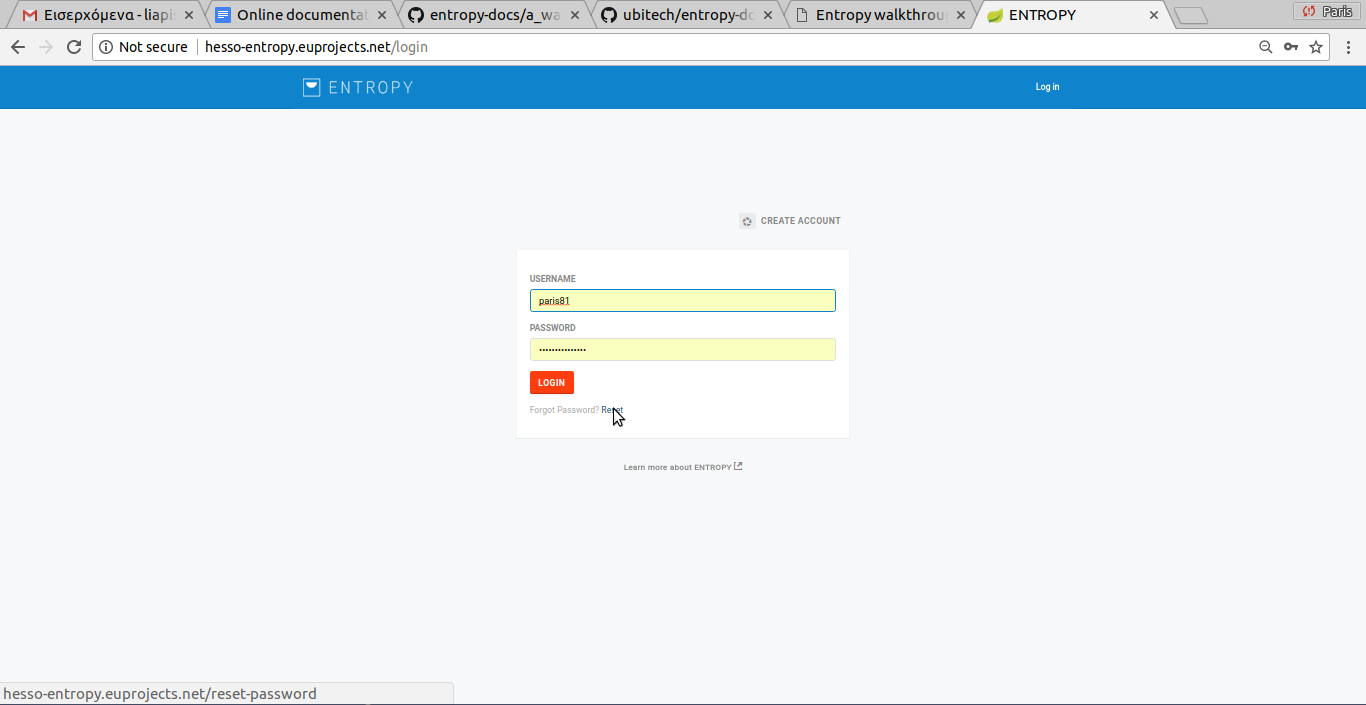 Εισερχόμενα - liapis
Online documentat
entropy-docs/a_wa
ubitech/entropy-do
Entropy walkthrou
ENTROPY
Paris
Not secure
hesso-entropy.euprojects.net/login
ENTROPY
Log in
CREATE ACCOUNT
USERNAME
paris81
PASSWORD
LOGIN
Forgot Password? Reset
Learn more about ENTROPY
hesso-entropy.euprojects.net/reset-password